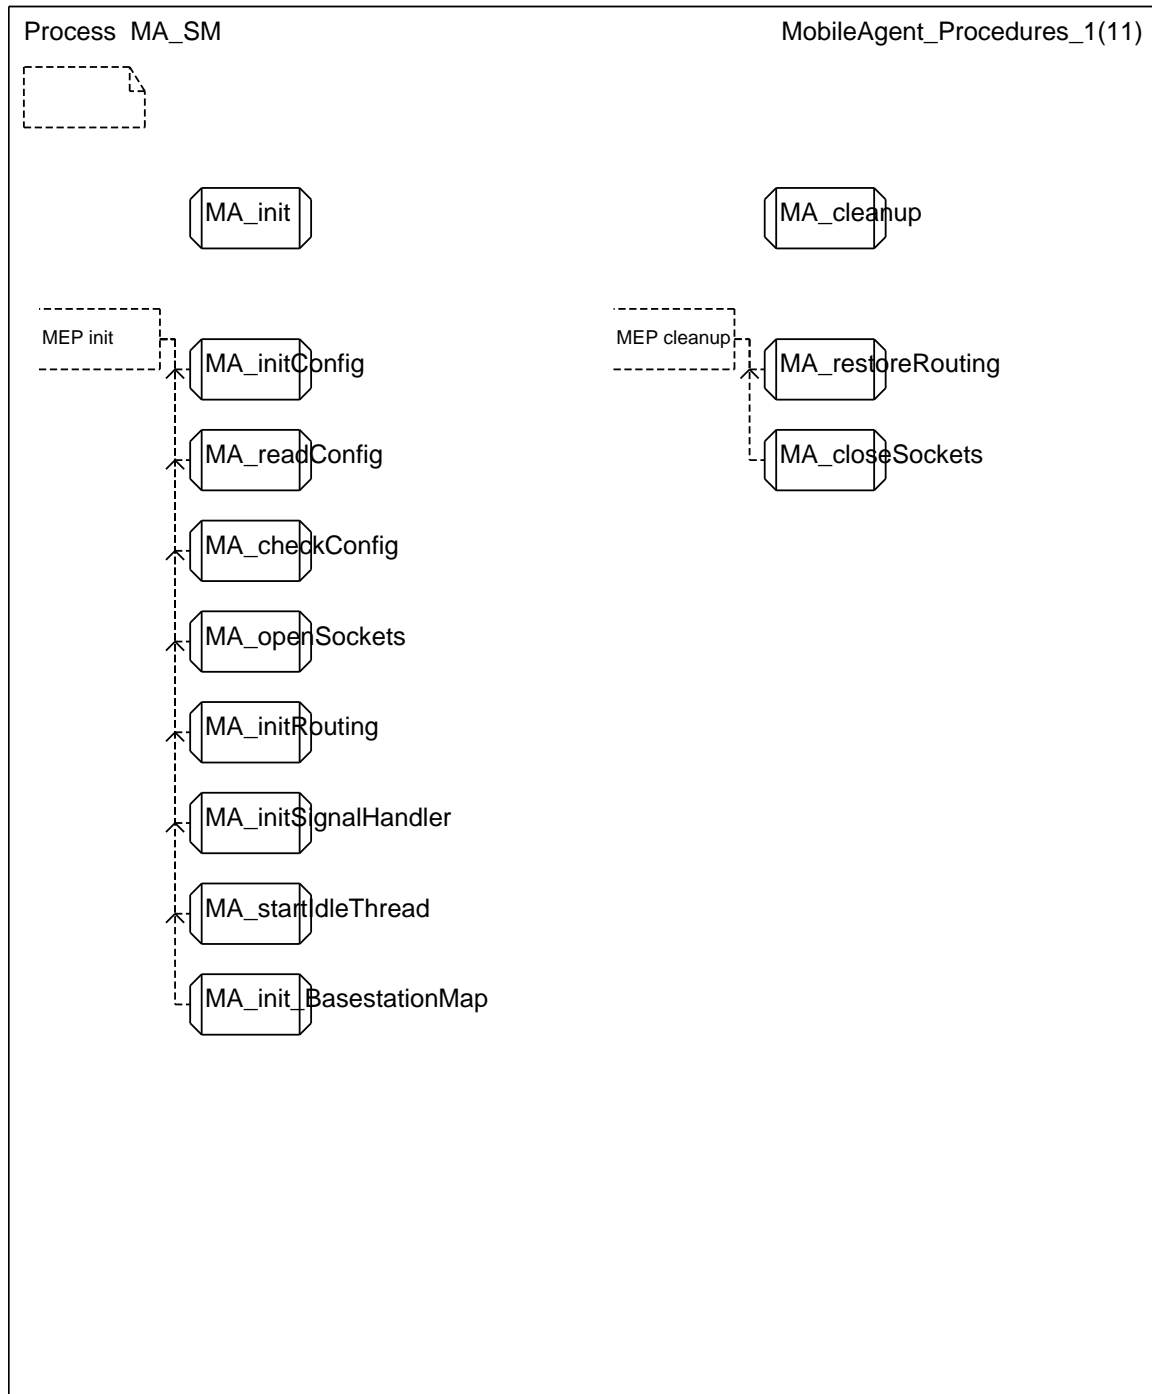 Process MA_SM
MobileAgent_Procedures_1(11)
MA_init
MA_cleanup
MEP init
MA_initConfig
MA_readConfig
MA_checkConfig
MA_openSockets
MA_initRouting
MA_initSignalHandler
MA_startIdleThread
MA_init_BasestationMap
MEP cleanup
MA_restoreRouting
MA_closeSockets